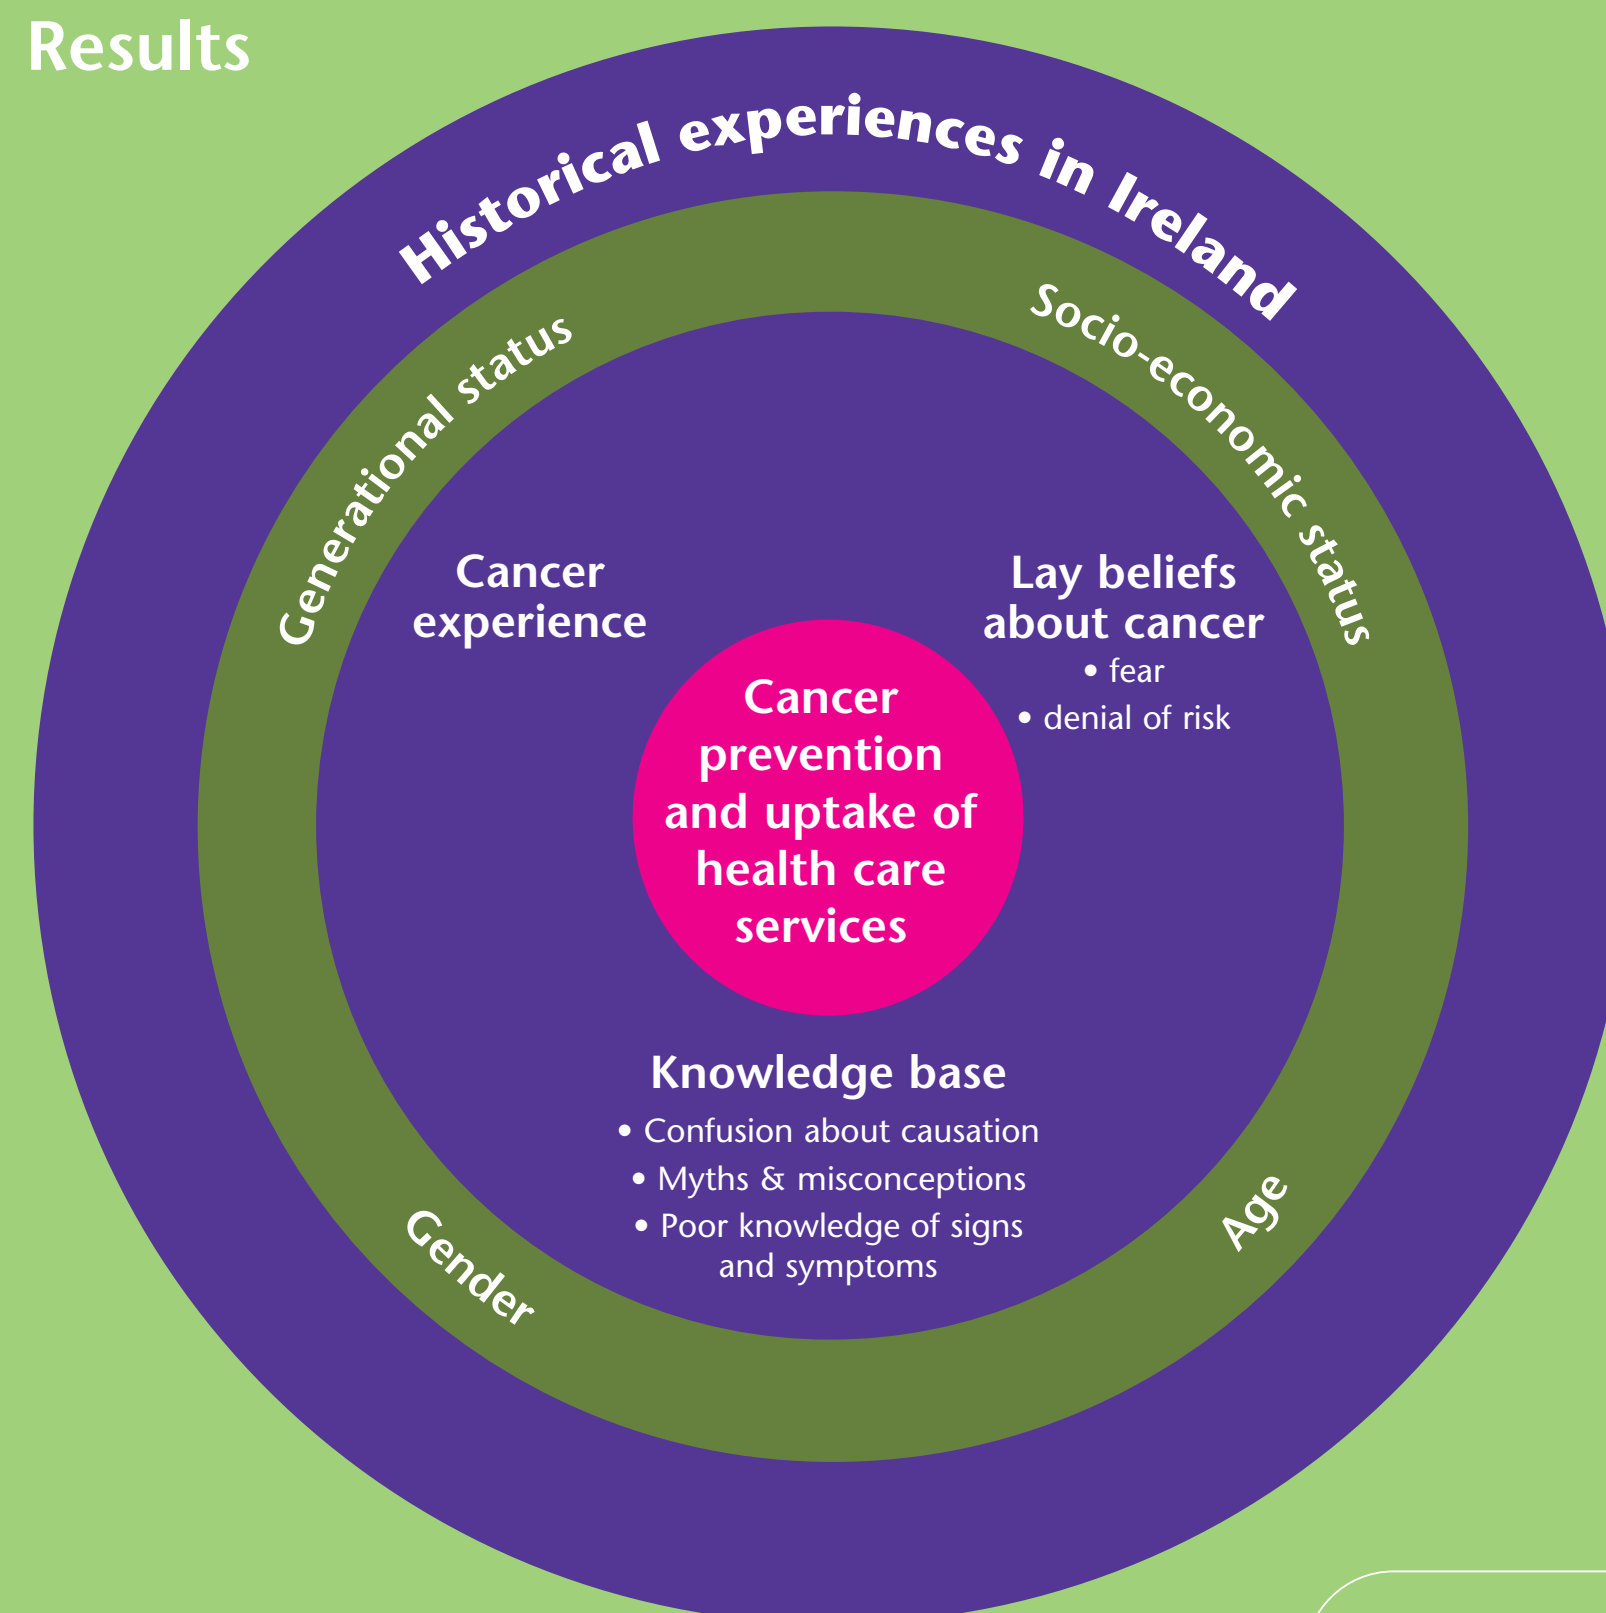 Results
Historical experiences in Ireland
Generational status
Socio-economic status
Cancer
experience
Lay beliefs
about cancer
• fear
• denial of risk
Cancer
prevention
and uptake of
health care
services
Knowledge base
• Confusion about causation
• Myths & misconceptions
• Poor knowledge of signs
and symptoms
Gender
Age